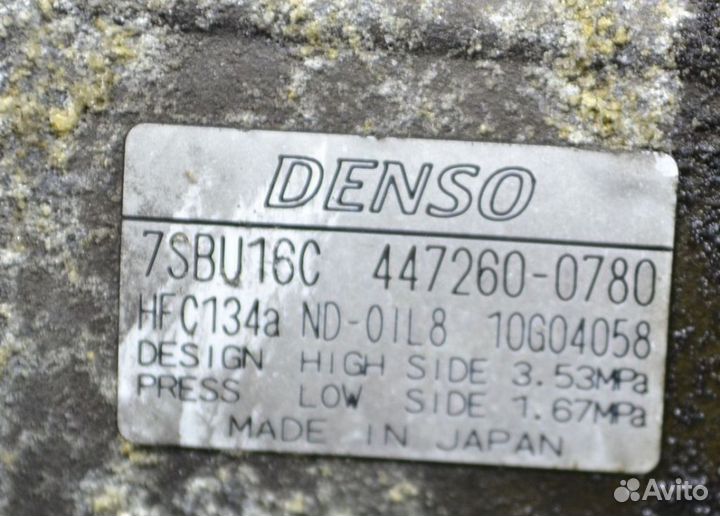 DENSO
7SBU16C 447260-0780
HFC134a ND-OIL8 10G04058
DESIGN HIGH SIDE 3.53MPa
PRESS LOW SIDE 1.67MPa
MADE IN JAPAN
Avito